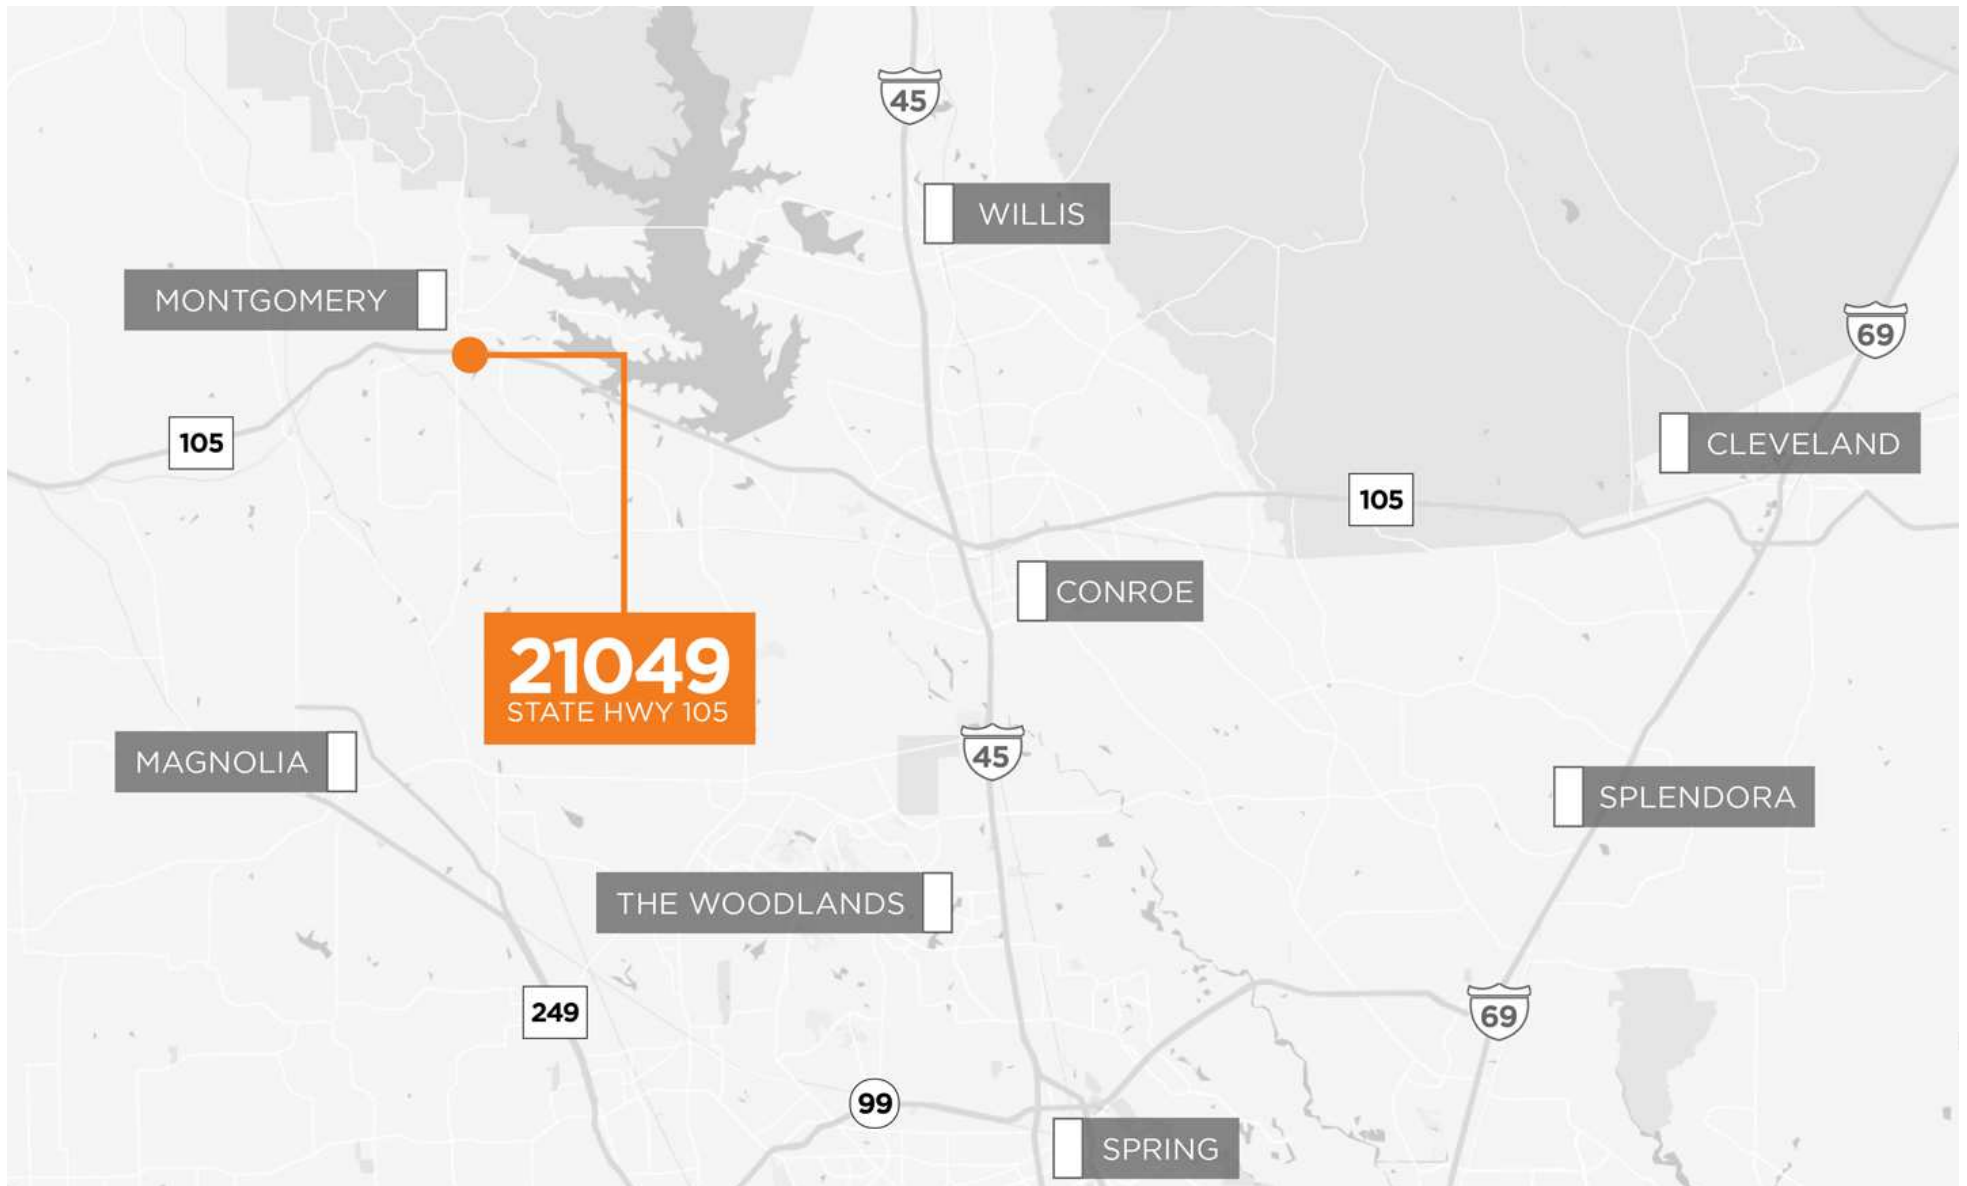 45
WILLIS
MONTGOMERY
69
105
CLEVELAND
105
CONROE
21049
STATE HWY 105
45
MAGNOLIA
SPLENDORA
THE WOODLANDS
249
69
99
SPRING